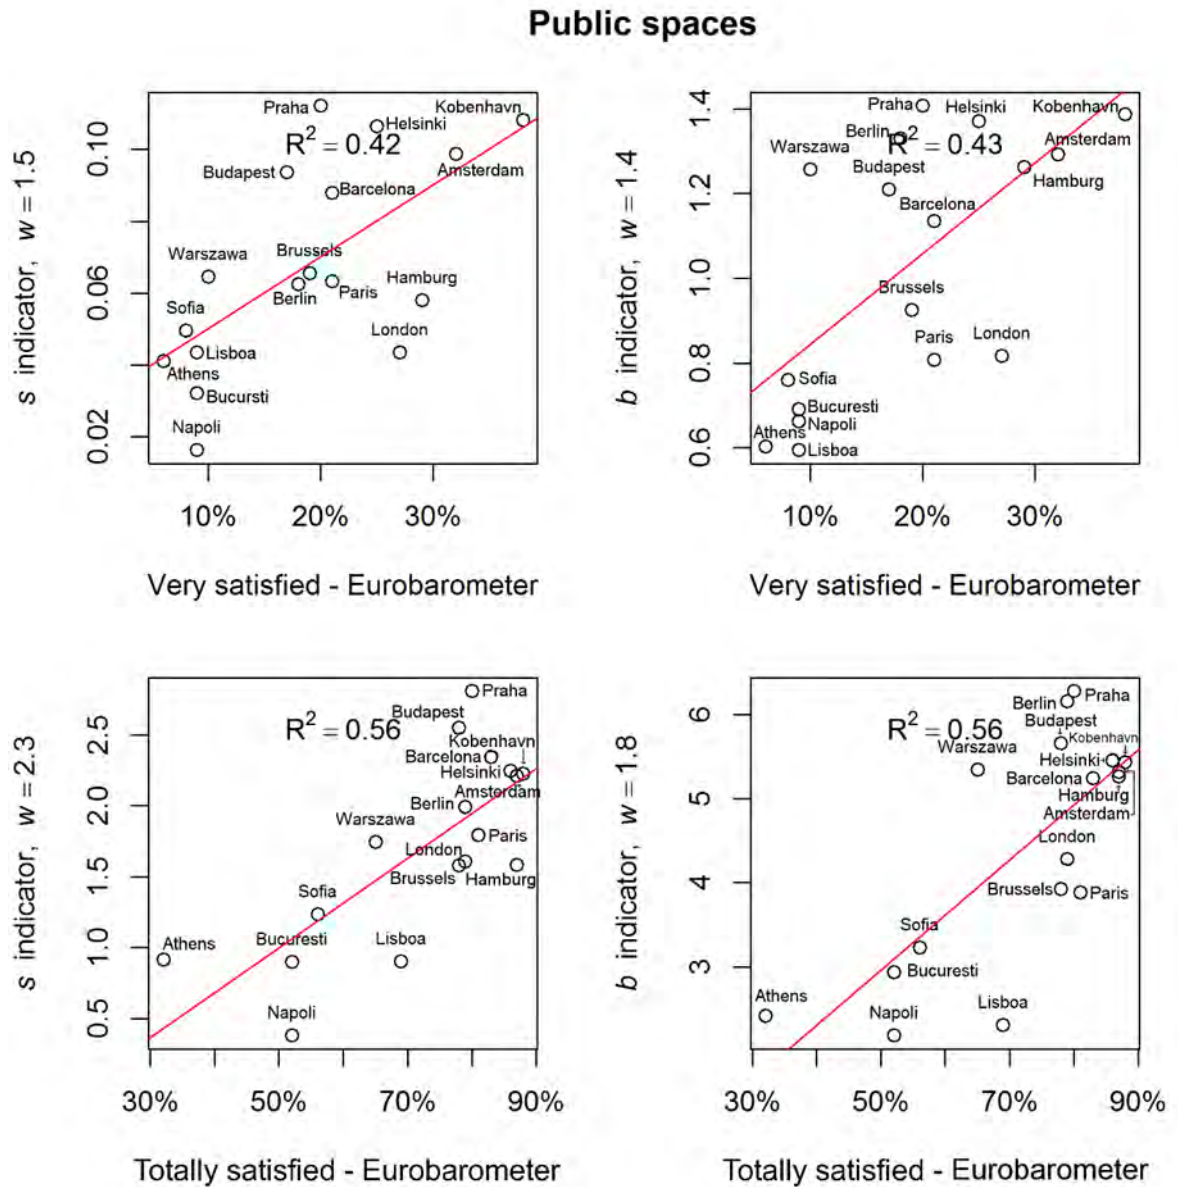 Public spaces
s indicator, w = 1.5
0.02
0.06
0.10
Praha
Kobenhavn
Helsinki
R² = 0.42
Budapest
Amsterdam
Barcelona
Warszawa
Brussels
Hamburg
Berlin
Paris
Sofia
London
Lisboa
Athens
Bucursti
Napoli
10%
20%
30%
Very satisfied - Eurobarometer
b indicator, w = 1.4
0.6
0.8
1.0
1.2
1.4
Praha
Helsinki
Kobenhavn
Berlin
R² = 0.43
Amsterdam
Warszawa
Budapest
Hamburg
Barcelona
Brussels
Paris
London
Sofia
Bucuresti
Napoli
Athens
Lisboa
10%
20%
30%
Very satisfied - Eurobarometer
s indicator, w = 2.3
0.5
1.0
1.5
2.0
2.5
Praha
Budapest
R² = 0.56
Kobenhavn
Barcelona
Helsinki
Amsterdam
Berlin
Warszawa
Paris
London
Brussels
Hamburg
Sofia
Athens
Bucuresti
Lisboa
Napoli
30%
50%
70%
90%
Totally satisfied - Eurobarometer
b indicator, w = 1.8
3
4
5
6
Berlin
Praha
Budapest
R² = 0.56
Kobenhavn
Warszawa
Helsinki
Barcelona
Hamburg
Amsterdam
London
Brussels
Paris
Sofia
Bucuresti
Athens
Napoli
Lisboa
30%
50%
70%
90%
Totally satisfied - Eurobarometer